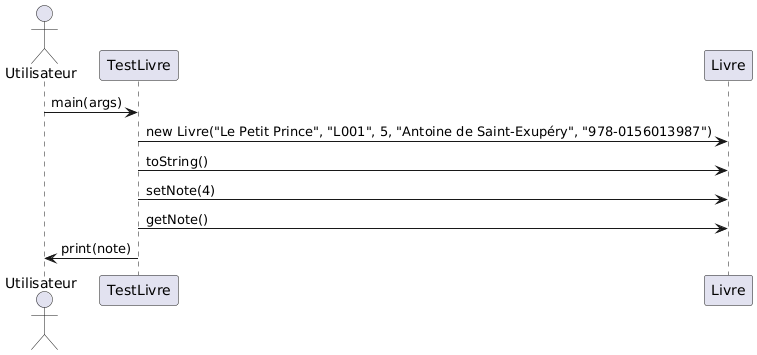 Utilisateur
TestLivre
Livre
main(args)
new Livre("Le Petit Prince", "L001", 5, "Antoine de Saint-Exupéry", "978-0156013987")
toString()
setNote(4)
getNote()
print(note)
Utilisateur
TestLivre
Livre